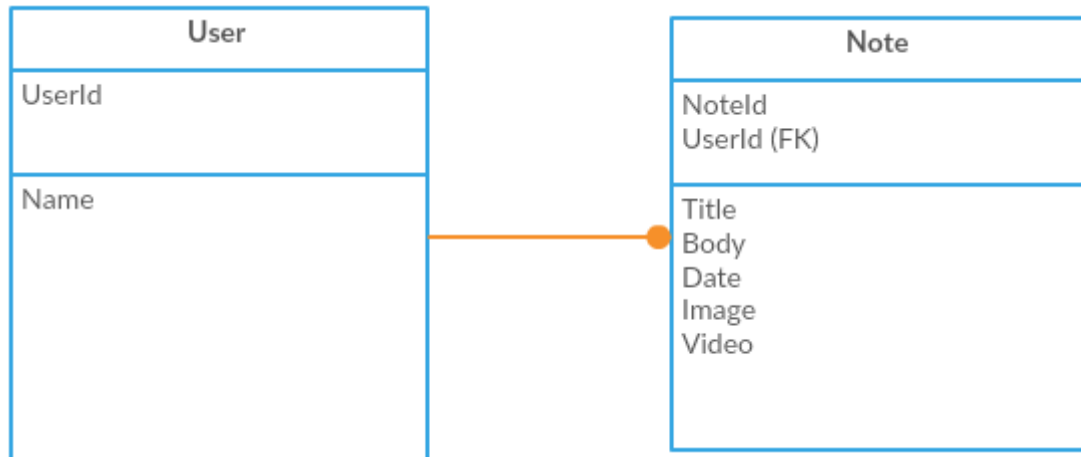 User
UserId
Name
Note
NoteId
UserId (FK)
Title
Body
Date
Image
Video